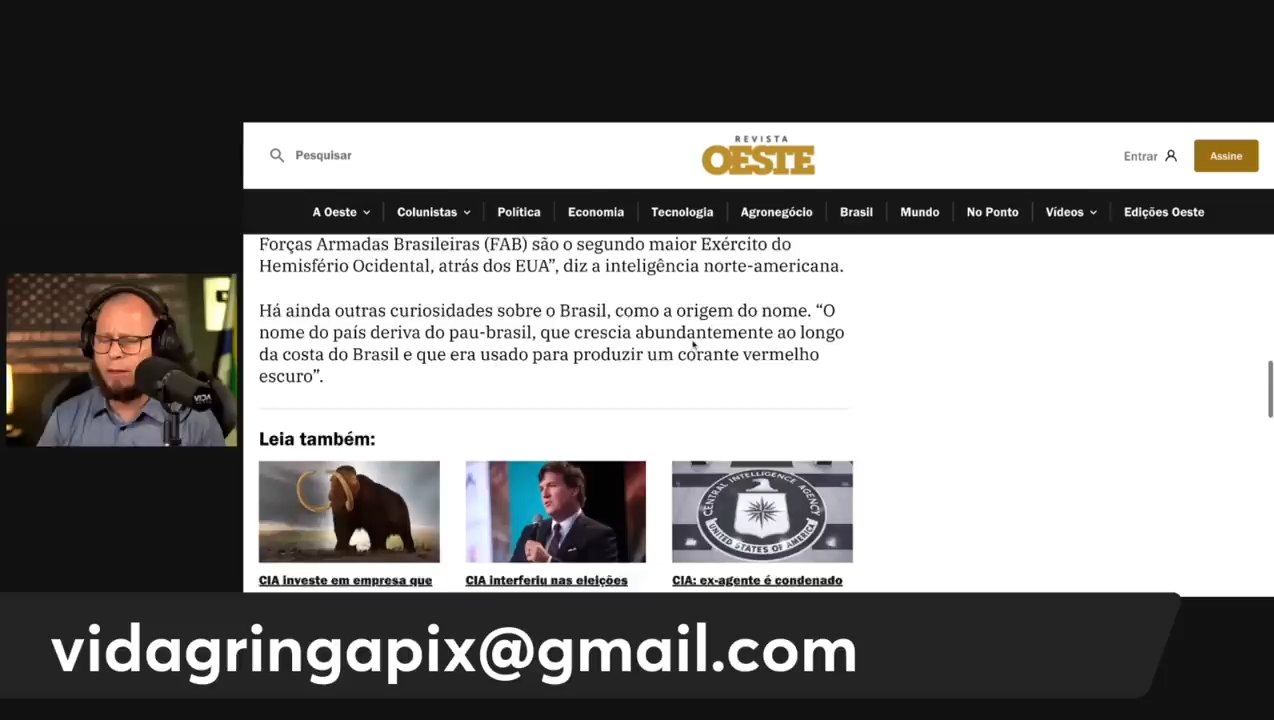 Pesquisar
REVISTA
OESTE
Entrar
Assine
A Oeste
Colunistas
Política
Economia
Tecnologia
Agronegócio
Brasil
Mundo
No Ponto
Vídeos
Edições Oeste
Forças Armadas Brasileiras (FAB) são o segundo maior Exército do
Hemisfério Ocidental, atrás dos EUA”, diz a inteligência norte-americana.
Há ainda outras curiosidades sobre o Brasil, como a origem do nome. “O
nome do país deriva do pau-brasil, que crescia abundantemente ao longo
da costa do Brasil e que era usado para produzir um corante vermelho
escuro”.
Leia também:
CENTRAL INTELLIGENCE AGENCY
UNITED STATES OF AMERICA
CIA investe em empresa que
CIA interferiu nas eleições
CIA: ex-agente é condenado
VIDA
vidagringapix@gmail.com